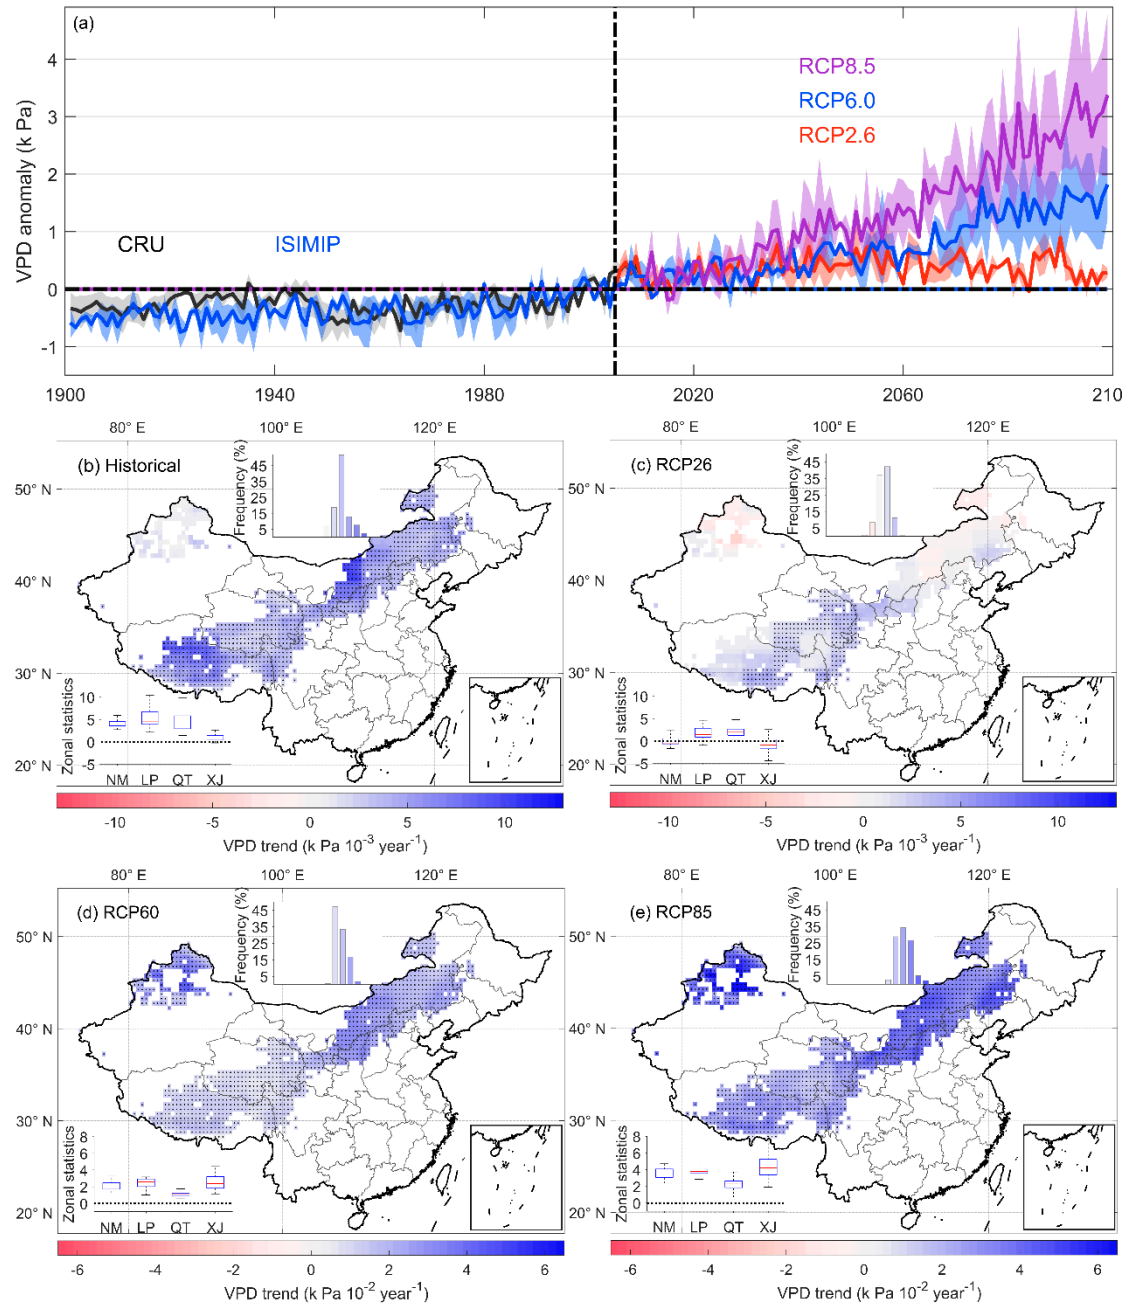 (a)
VPD anomaly (k Pa)
4
3
2
1
0
-1
RCP8.5
RCP6.0
RCP2.6
CRU
ISIMIP
1900
1940
1980
2020
2060
210
80° E
100° E
120° E
(b) Historical
50° N
40° N
30° N
20° N
Frequency (%)
45
35
25
15
5
Zonal statistics
10
5
0
-5
NM LP QT XJ
-10 -5 0 5 10
VPD trend (k Pa 10⁻³ year⁻¹)
80° E
100° E
120° E
(c) RCP26
50° N
40° N
30° N
20° N
Frequency (%)
45
35
25
15
5
Zonal statistics
10
5
0
-5
NM LP QT XJ
-10 -5 0 5 10
VPD trend (k Pa 10⁻³ year⁻¹)
80° E
100° E
120° E
(d) RCP60
50° N
40° N
30° N
20° N
Frequency (%)
45
35
25
15
5
Zonal statistics
8
6
4
2
0
NM LP QT XJ
-6 -4 -2 0 2 4 6
VPD trend (k Pa 10⁻² year⁻¹)
80° E
100° E
120° E
(e) RCP85
50° N
40° N
30° N
20° N
Frequency (%)
45
35
25
15
5
Zonal statistics
8
6
4
2
0
NM LP QT XJ
-6 -4 -2 0 2 4 6
VPD trend (k Pa 10⁻² year⁻¹)